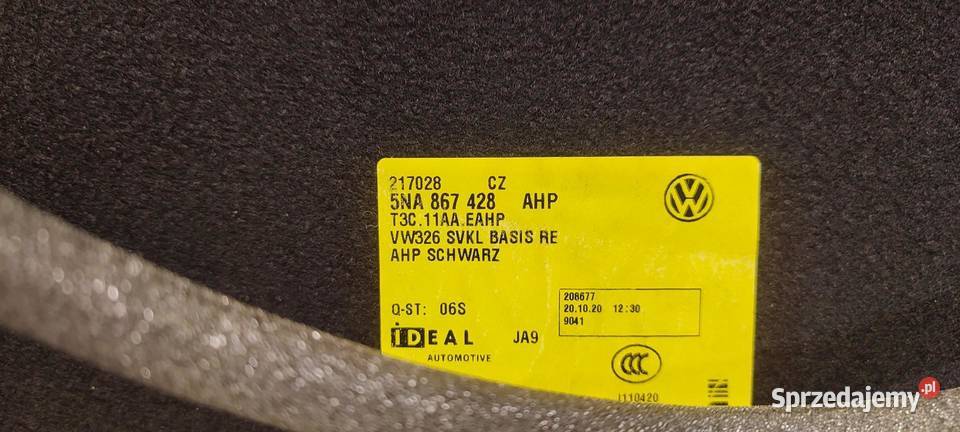 217028 CZ
5NA 867 428 AHP
T3C.11AA.EAHP
VW326 SVKL BASIS RE
AHP SCHWARZ
Q-ST: 06S
208677
20.10.20 12:30
9041
iDEAL JA9
AUTOMOTIVE
CCC
J110420
Sprzedajemy.pl